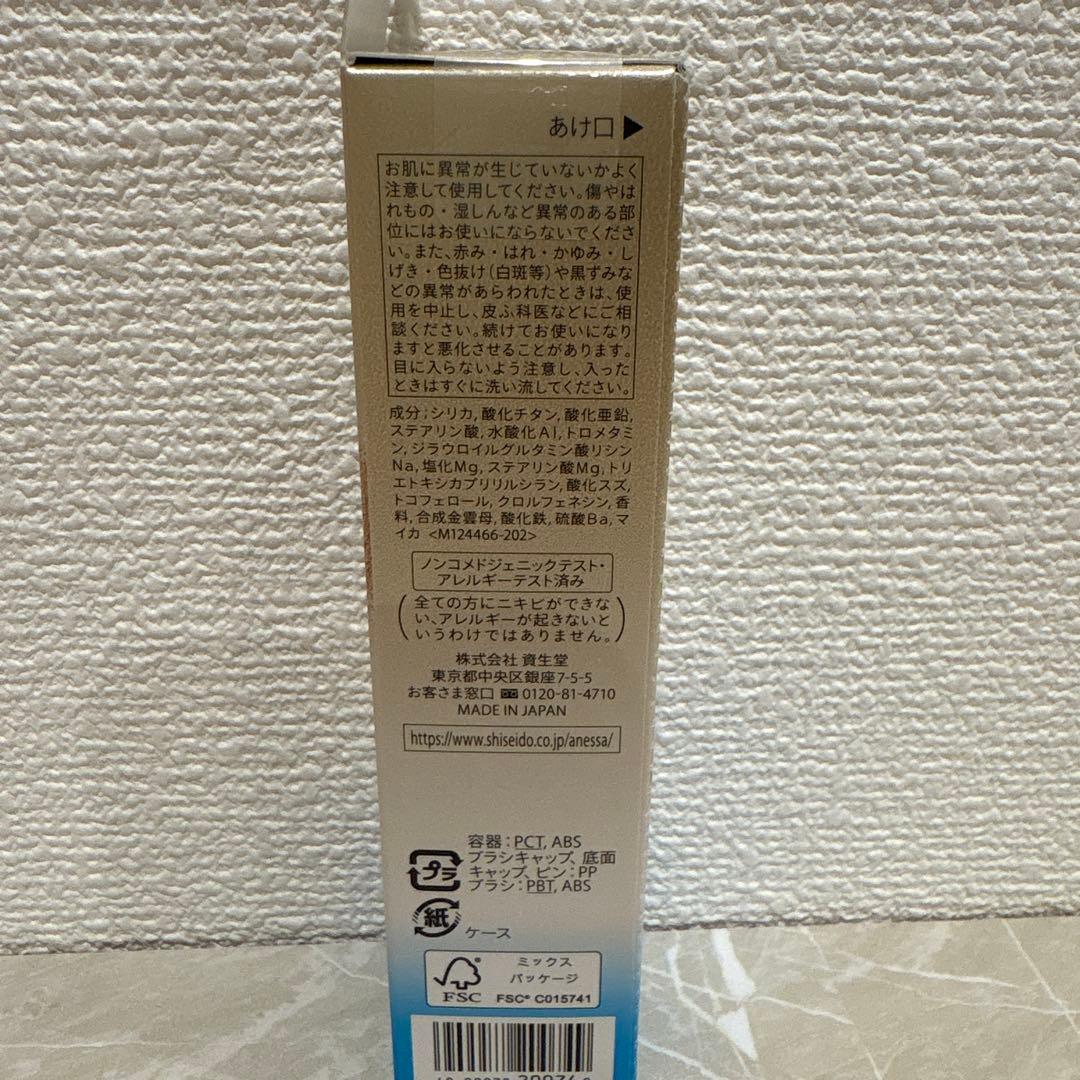 あけ口▶
お肌に異常が生じていないかよく
注意して使用してください。傷やは
れもの・湿しんなど異常のある部
位にはお使いにならないでくださ
い。また、赤み・はれ・かゆみ・し
げき・色抜け(白斑等)や黒ずみな
どの異常があらわれたときは、使
用を中止し、皮ふ科医などにご相
談ください。続けてお使いになり
ますと悪化させることがあります。
目に入らないよう注意し、入った
ときはすぐに洗い流してください。
成分;シリカ,酸化チタン,酸化亜鉛,
ステアリン酸,水酸化Al,トロメタミ
ン,ジラウロイルグルタミン酸リシン
Na,塩化Mg,ステアリン酸Mg,トリ
エトキシカプリリルシラン,酸化スズ,
トコフェロール,クロルフェネシン,香
料,合成金雲母,酸化鉄,硫酸Ba,マ
イカ <M124466-202>
ノンコメドジェニックテスト・
アレルギーテスト済み
(全ての方にニキビができな
い、アレルギーが起きないと
いうわけではありません。)
株式会社 資生堂
東京都中央区銀座7-5-5
お客さま窓口 0120-81-4710
MADE IN JAPAN
https://www.shiseido.co.jp/anessa/
容器:PCT, ABS
ブラシキャップ、底面
キャップ、ピン:PP
ブラシ:PBT, ABS
プラ
紙
ケース
ミックス
パッケージ
FSC
FSC® C015741